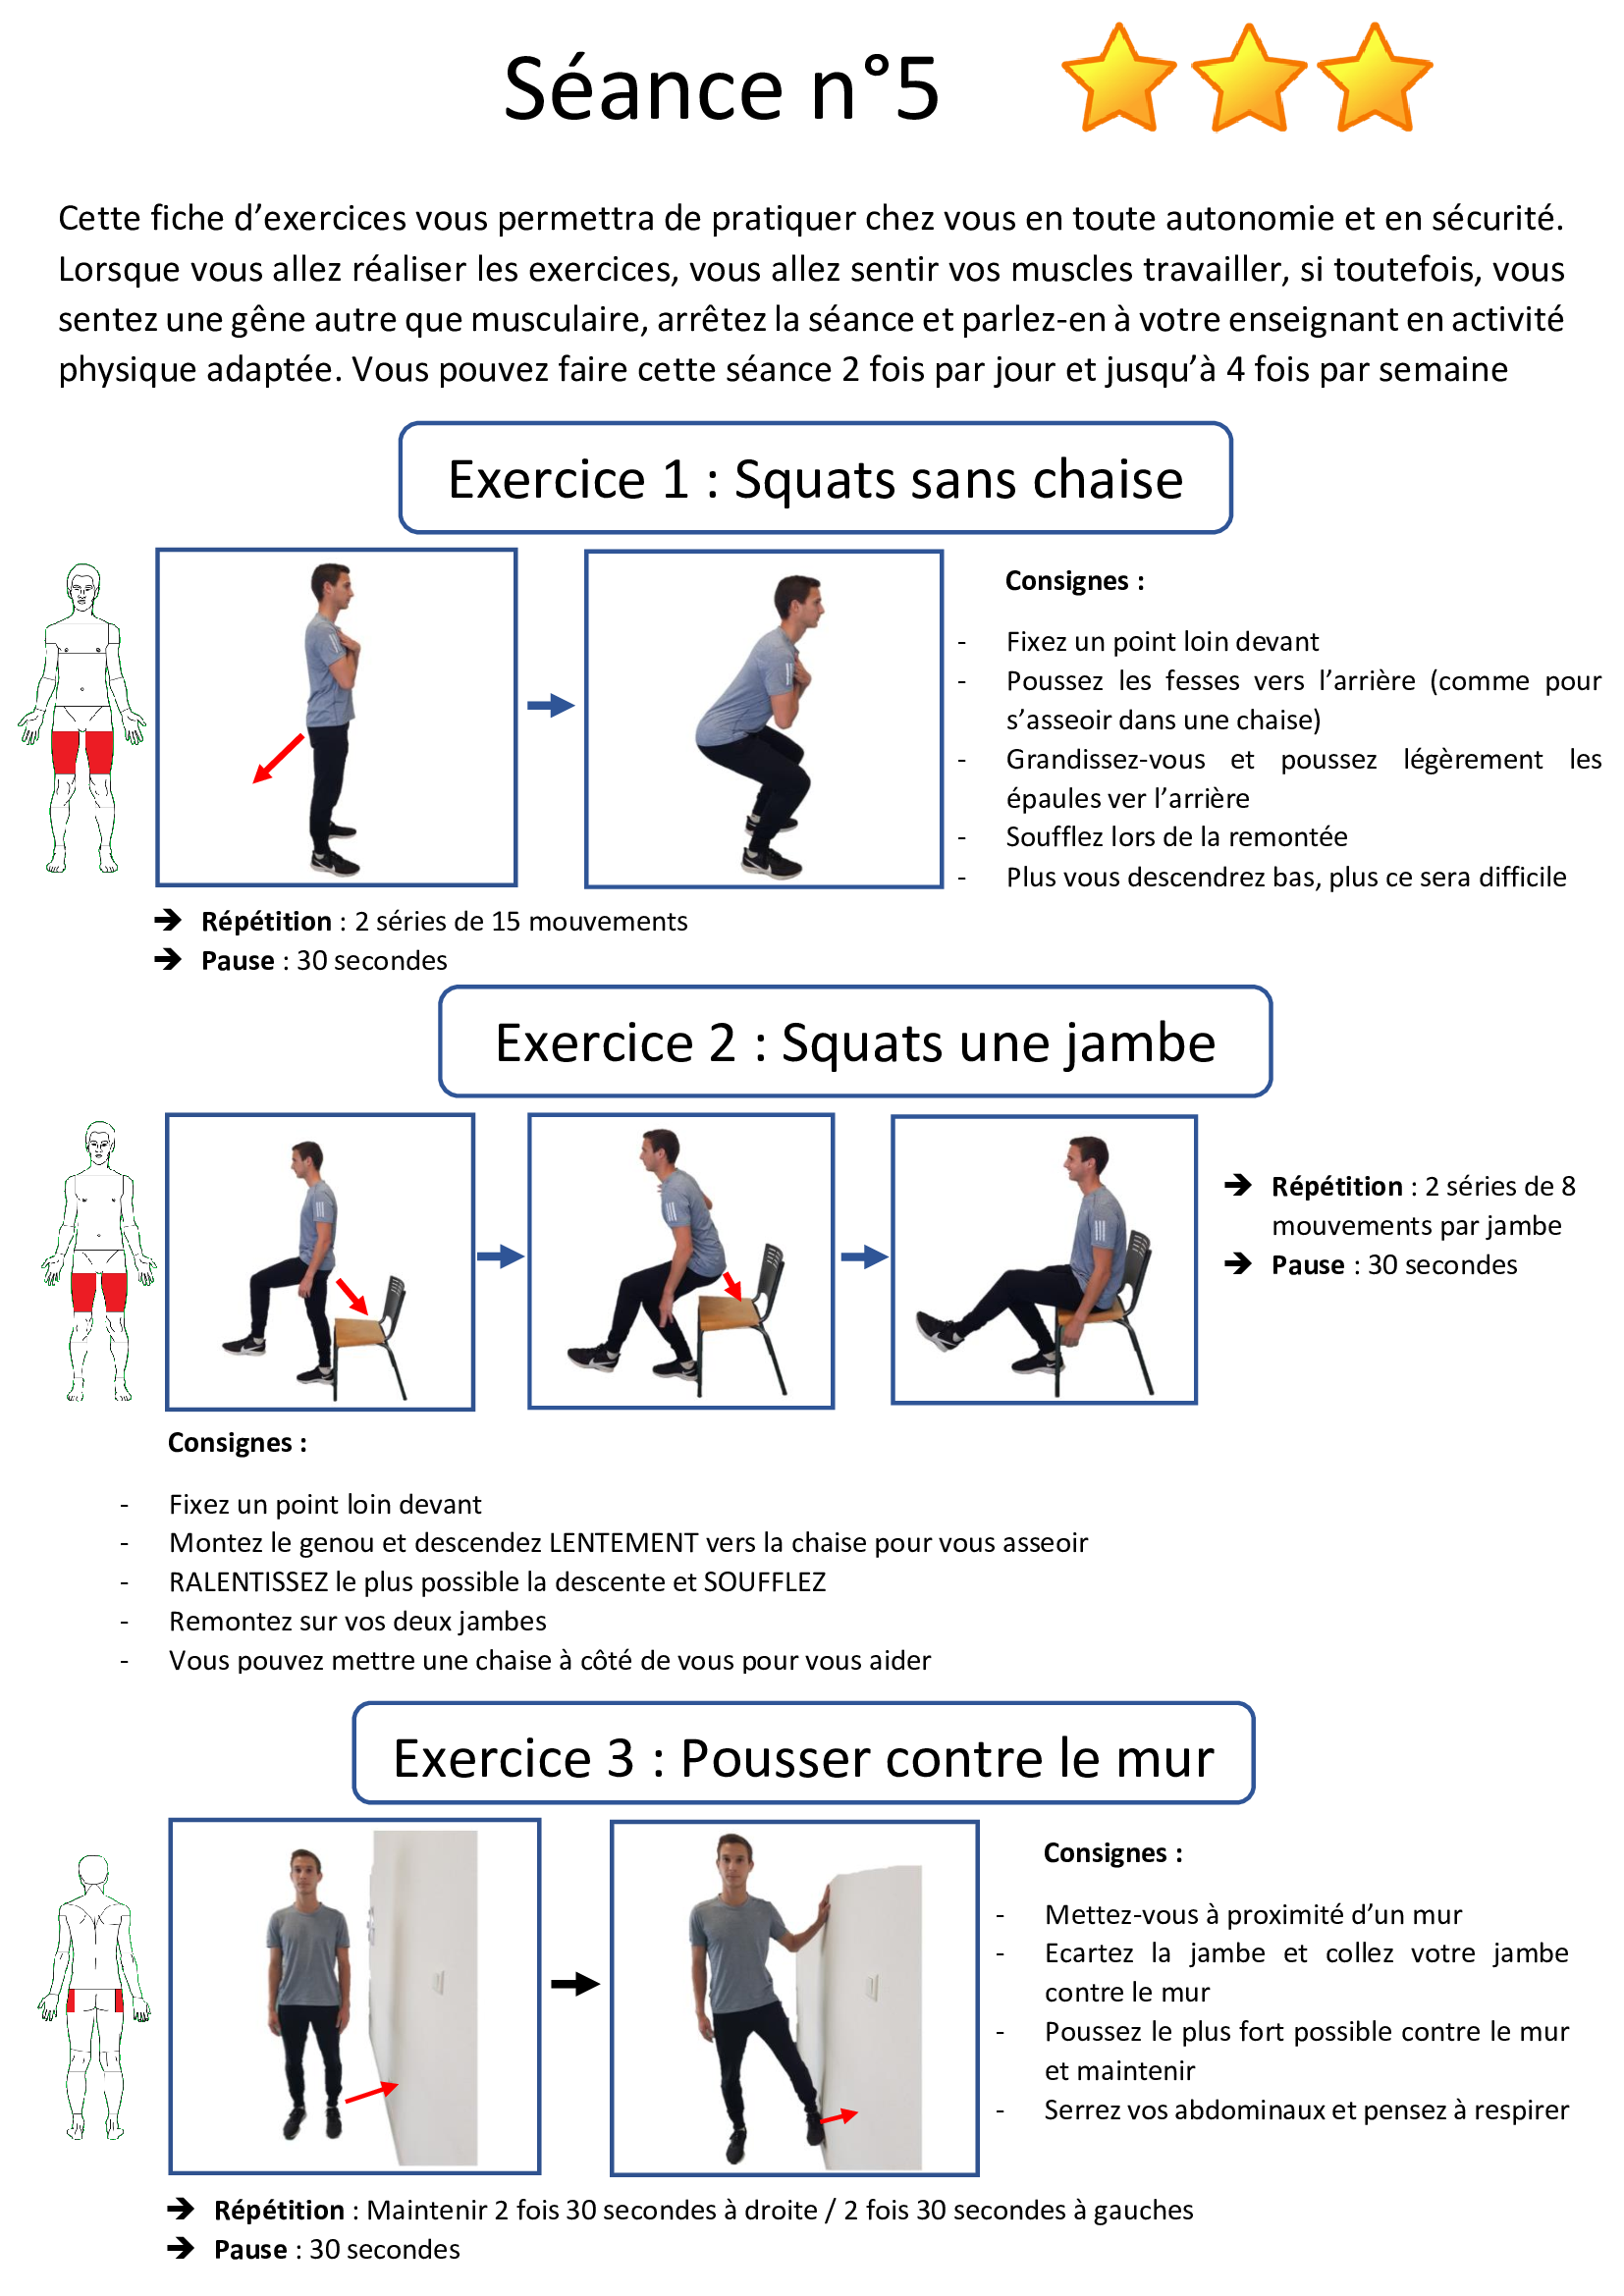 Séance n°5
Cette fiche d’exercices vous permettra de pratiquer chez vous en toute autonomie et en sécurité.
Lorsque vous allez réaliser les exercices, vous allez sentir vos muscles travailler, si toutefois, vous
sentez une gêne autre que musculaire, arrêtez la séance et parlez-en à votre enseignant en activité
physique adaptée. Vous pouvez faire cette séance 2 fois par jour et jusqu’à 4 fois par semaine
Exercice 1 : Squats sans chaise
Consignes :
- Fixez un point loin devant
- Poussez les fesses vers l’arrière (comme pour
s’asseoir dans une chaise)
- Grandissez-vous et poussez légèrement les
épaules ver l’arrière
- Soufflez lors de la remontée
- Plus vous descendrez bas, plus ce sera difficile
➔ Répétition : 2 séries de 15 mouvements
➔ Pause : 30 secondes
Exercice 2 : Squats une jambe
➔ Répétition : 2 séries de 8
mouvements par jambe
➔ Pause : 30 secondes
Consignes :
- Fixez un point loin devant
- Montez le genou et descendez LENTEMENT vers la chaise pour vous asseoir
- RALENTISSEZ le plus possible la descente et SOUFFLEZ
- Remontez sur vos deux jambes
- Vous pouvez mettre une chaise à côté de vous pour vous aider
Exercice 3 : Pousser contre le mur
Consignes :
- Mettez-vous à proximité d’un mur
- Ecartez la jambe et collez votre jambe
contre le mur
- Poussez le plus fort possible contre le mur
et maintenir
- Serrez vos abdominaux et pensez à respirer
➔ Répétition : Maintenir 2 fois 30 secondes à droite / 2 fois 30 secondes à gauches
➔ Pause : 30 secondes